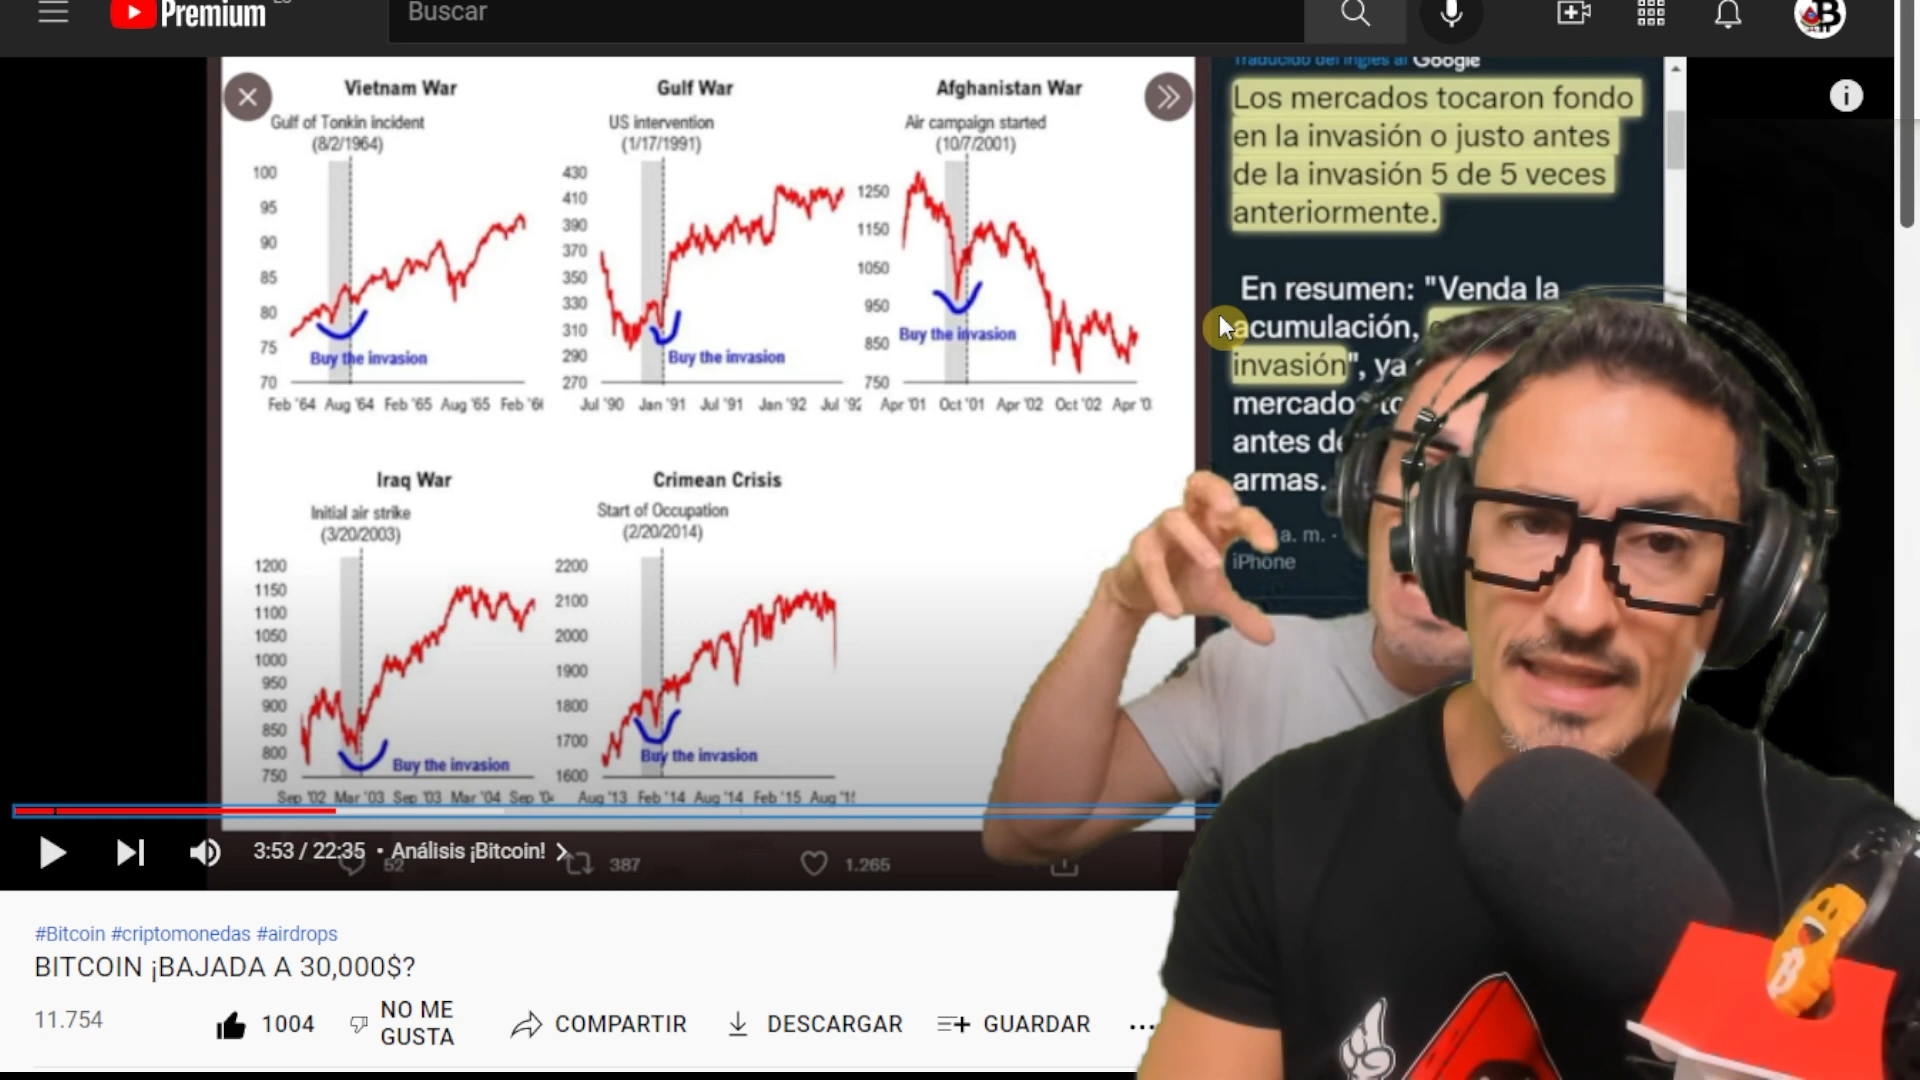 Premium
Buscar
Vietnam War
Gulf of Tonkin incident
(8/2/1964)
100
95
90
85
80
75
70
Buy the invasion
Feb '64 Aug '64 Feb '65 Aug '65
Gulf War
US intervention
(1/17/1991)
430
410
390
370
350
330
310
290
270
Buy the invasion
Jul '90 Jan '91 Jul '91 Jan '92 Jul '92
Afghanistan War
Air campaign started
(10/7/2001)
1250
1150
1050
950
850
750
Buy the invasion
Apr '01 Oct '01 Apr '02 Oct '02
Iraq War
Initial air strike
(3/20/2003)
1200
1150
1100
1050
1000
950
900
850
800
750
Buy the invasion
Sep '02 Mar '03 Sep '03 Mar '04
Crimean Crisis
Start of Occupation
(2/20/2014)
2200
2100
2000
1900
1800
1700
1600
Buy the invasion
Aug '13 Feb '14 Aug '14 Feb '15
Traducido del inglés al Google
Los mercados tocaron fondo
en la invasión o justo antes
de la invasión 5 de 5 veces
anteriormente.
En resumen: "Venda la
acumulación,
invasión", ya
mercado
antes de
armas.
a. m. ·
iPhone
3:53 / 22:35 • Análisis ¡Bitcoin!
52 387 1.265
#Bitcoin #criptomonedas #airdrops
BITCOIN ¡BAJADA A 30,000$?
11.754
1004
NO ME
GUSTA
COMPARTIR
DESCARGAR
GUARDAR